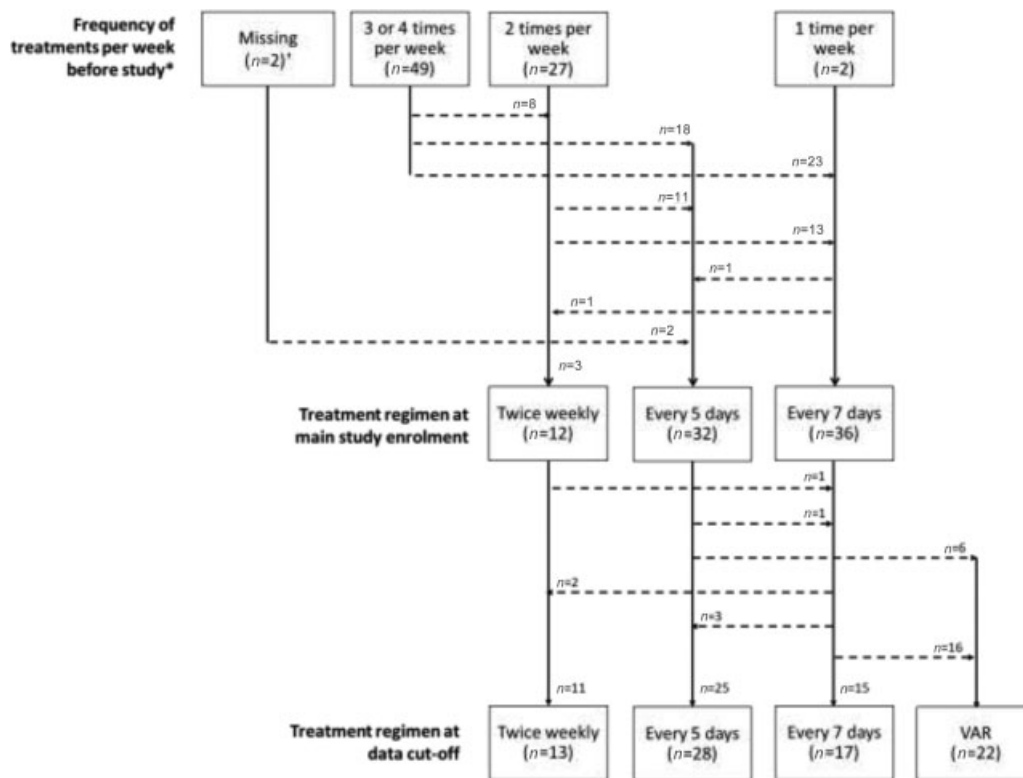 Frequency of
treatments per week
before study*
Missing
(n=2)†
3 or 4 times
per week
(n=49)
2 times per
week
(n=27)
1 time per
week
(n=2)
n=8
n=18
n=23
n=11
n=13
n=1
n=1
n=2
n=3
Treatment regimen at
main study enrolment
Twice weekly
(n=12)
Every 5 days
(n=32)
Every 7 days
(n=36)
n=1
n=1
n=6
n=2
n=3
n=16
n=11
n=25
n=15
Treatment regimen at
data cut-off
Twice weekly
(n=13)
Every 5 days
(n=28)
Every 7 days
(n=17)
VAR
(n=22)